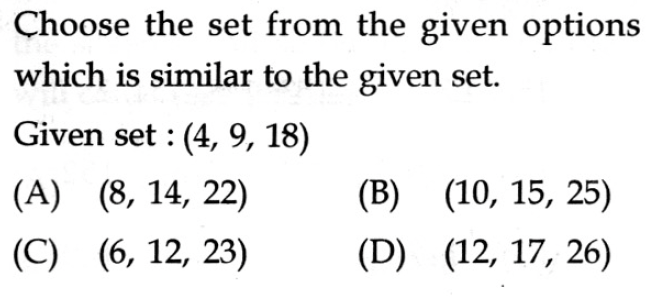 Choose the set from the given options
which is similar to the given set.
Given set : (4, 9, 18)
(A) (8, 14, 22) (B) (10, 15, 25)
(C) (6, 12, 23) (D) (12, 17, 26)